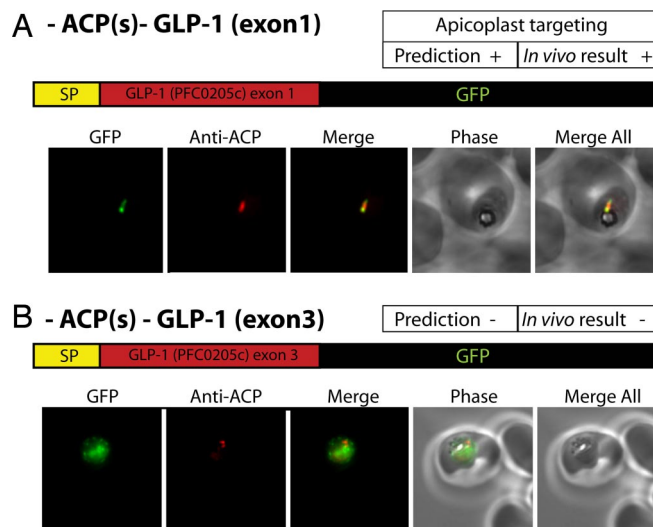 A - ACP(s)- GLP-1 (exon1)
Apicoplast targeting
Prediction + In vivo result +
SP GLP-1 (PFC0205c) exon 1 GFP
GFP Anti-ACP Merge Phase Merge All
B - ACP(s) - GLP-1 (exon3)
Prediction - In vivo result -
SP GLP-1 (PFC0205c) exon 3 GFP
GFP Anti-ACP Merge Phase Merge All